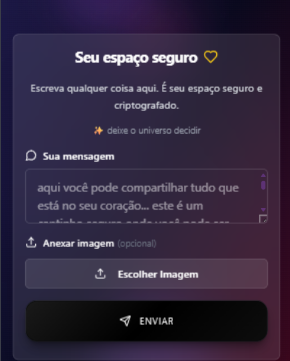 Seu espaço seguro
Escreva qualquer coisa aqui. É seu espaço seguro e
criptografado.
deixe o universo decidir
Sua mensagem
aqui você pode compartilhar tudo que
está no seu coração... este é um
Anexar imagem (opcional)
Escolher Imagem
ENVIAR